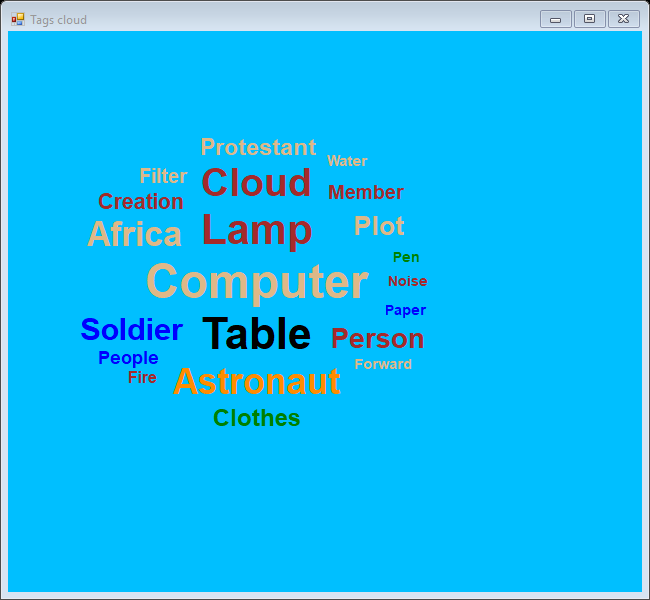 Tags cloud
Protestant
Water
Filter
Cloud
Member
Creation
Africa
Lamp
Plot
Pen
Computer
Noise
Paper
Soldier
Table
Person
People
Forward
Fire
Astronaut
Clothes